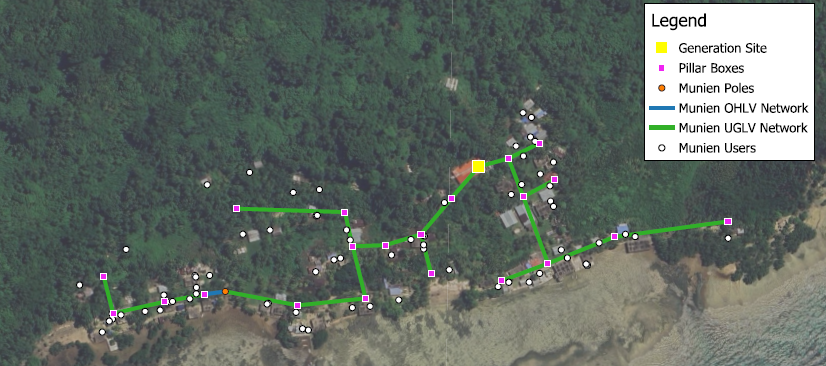 Legend
Generation Site
Pillar Boxes
Munien Poles
Munien OHLV Network
Munien UGLV Network
Munien Users